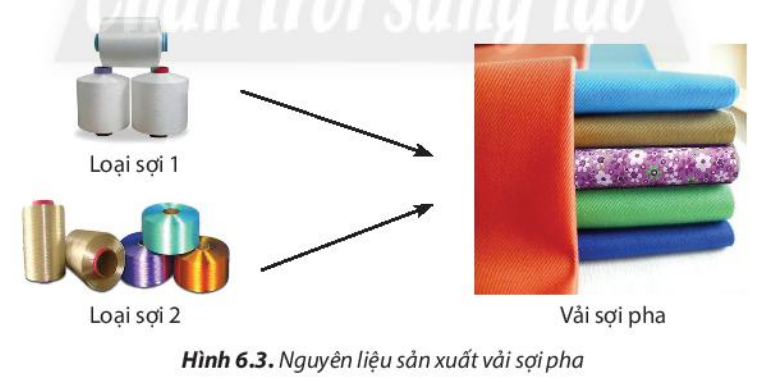 Chân trời sáng tạo
Loại sợi 1
Loại sợi 2
Vải sợi pha
Hình 6.3. Nguyên liệu sản xuất vải sợi pha